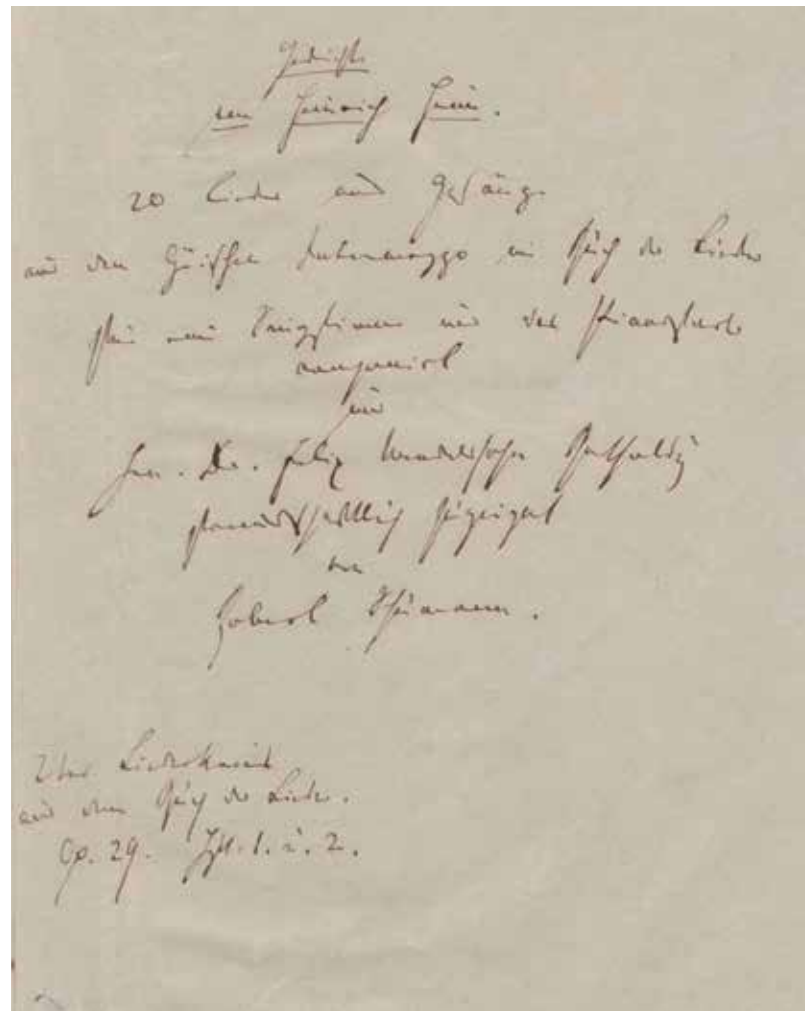 Gedichte
von Heinrich Heine.
20 Lieder und Gesänge
aus dem Lyrischen Intermezzo im Buch der Lieder
für eine Singstimme und das Pianoforte
componirt
und
Hrn. Dr. Felix Mendelssohn Bartholdy
freundschaftlich zugeeignet
von
Robert Schumann.
2ter Liederkreis
aus dem Buch der Lieder.
Op. 29. Hft. 1. u. 2.